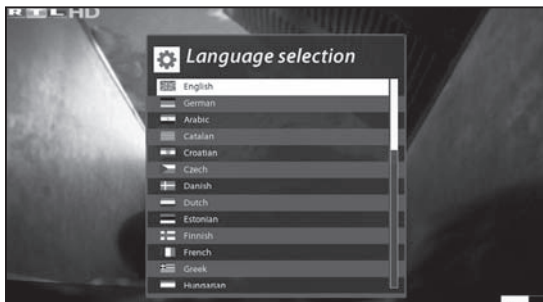 RTL HD
Language selection
English
German
Arabic
Catalan
Croatian
Czech
Danish
Dutch
Estonian
Finnish
French
Greek
Hungarian